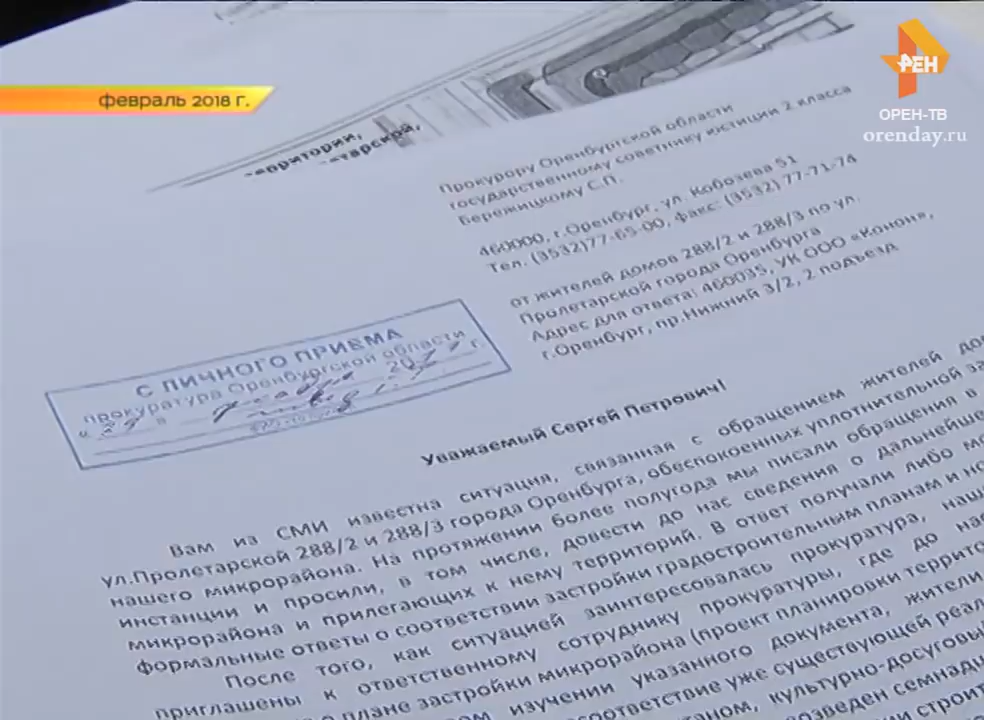 февраль 2018 г.
РЕН
ОРЕН-ТВ
orenday.ru
Прокурору Оренбургской области
государственному советнику юстиции 2 класса
Бережицкому С.П.
460000, г.Оренбург, ул. Кобозева 51
Тел. (3532)77-65-00, факс: (3532) 77-71-74
от жителей домов 288/2 и 288/3 по ул.
Пролетарской города Оренбурга
Адрес для ответа: 460035, УК ООО «Конон»,
г.Оренбург, пр.Нижний 3/2, 2 подъезд
С ЛИЧНОГО ПРИЕМА
прокуратура Оренбургской области
Уважаемый Сергей Петрович!
Вам из СМИ известна ситуация, связанная с обращением жителей
ул.Пролетарской 288/2 и 288/3 города Оренбурга, обеспокоенных уплотнительной
нашего микрорайона. На протяжении более полугода мы писали обращения в
инстанции и просили, в том числе, довести до нас сведения о
микрорайона и прилегающих к нему территорий. В ответ получали либо
формальные ответы о соответствии застройки градостроительным планам и
После того, как ситуацией заинтересовалась прокуратура,
приглашены к ответственному сотруднику прокуратуры, где до
плане застройки микрорайона (проект планировки
изучении указанного документа, жители
уже существующей
культурно-досуговый